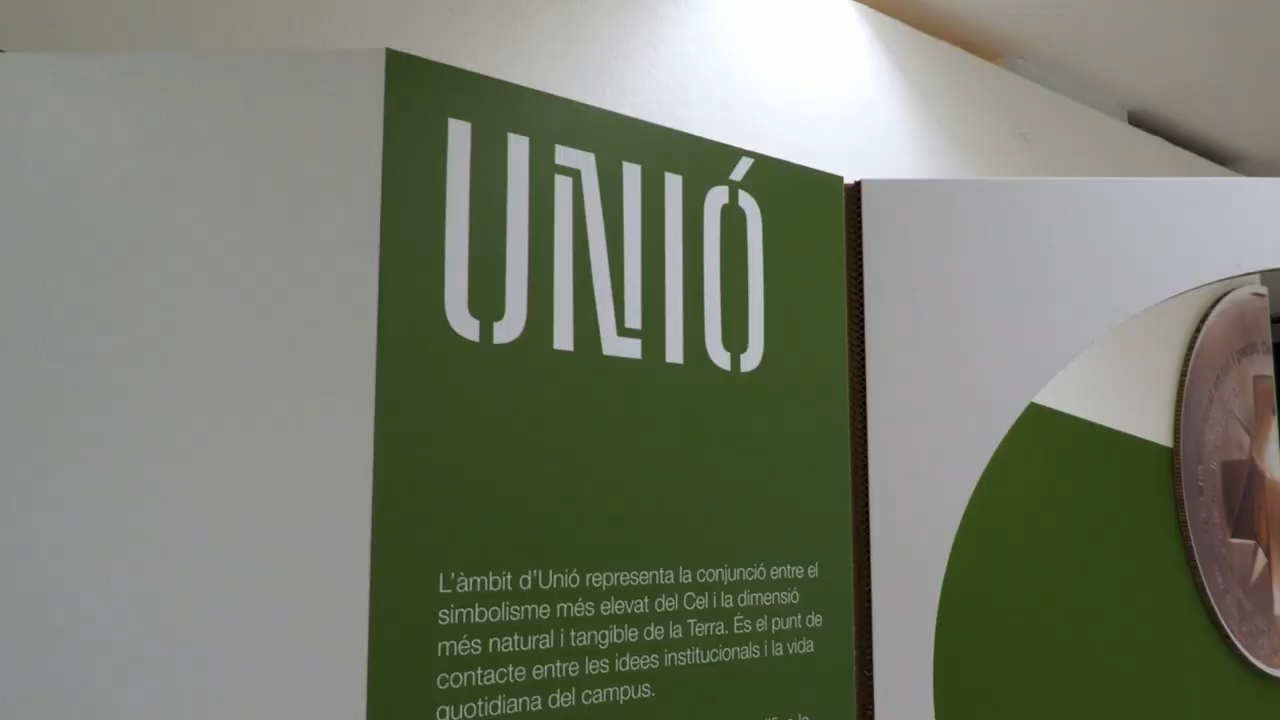 UNIÓ
L'àmbit d'Unió representa la conjunció entre el
simbolisme més elevat del Cel i la dimensió
més natural i tangible de la Terra. És el punt de
contacte entre les idees institucionals i la vida
quotidiana del campus.